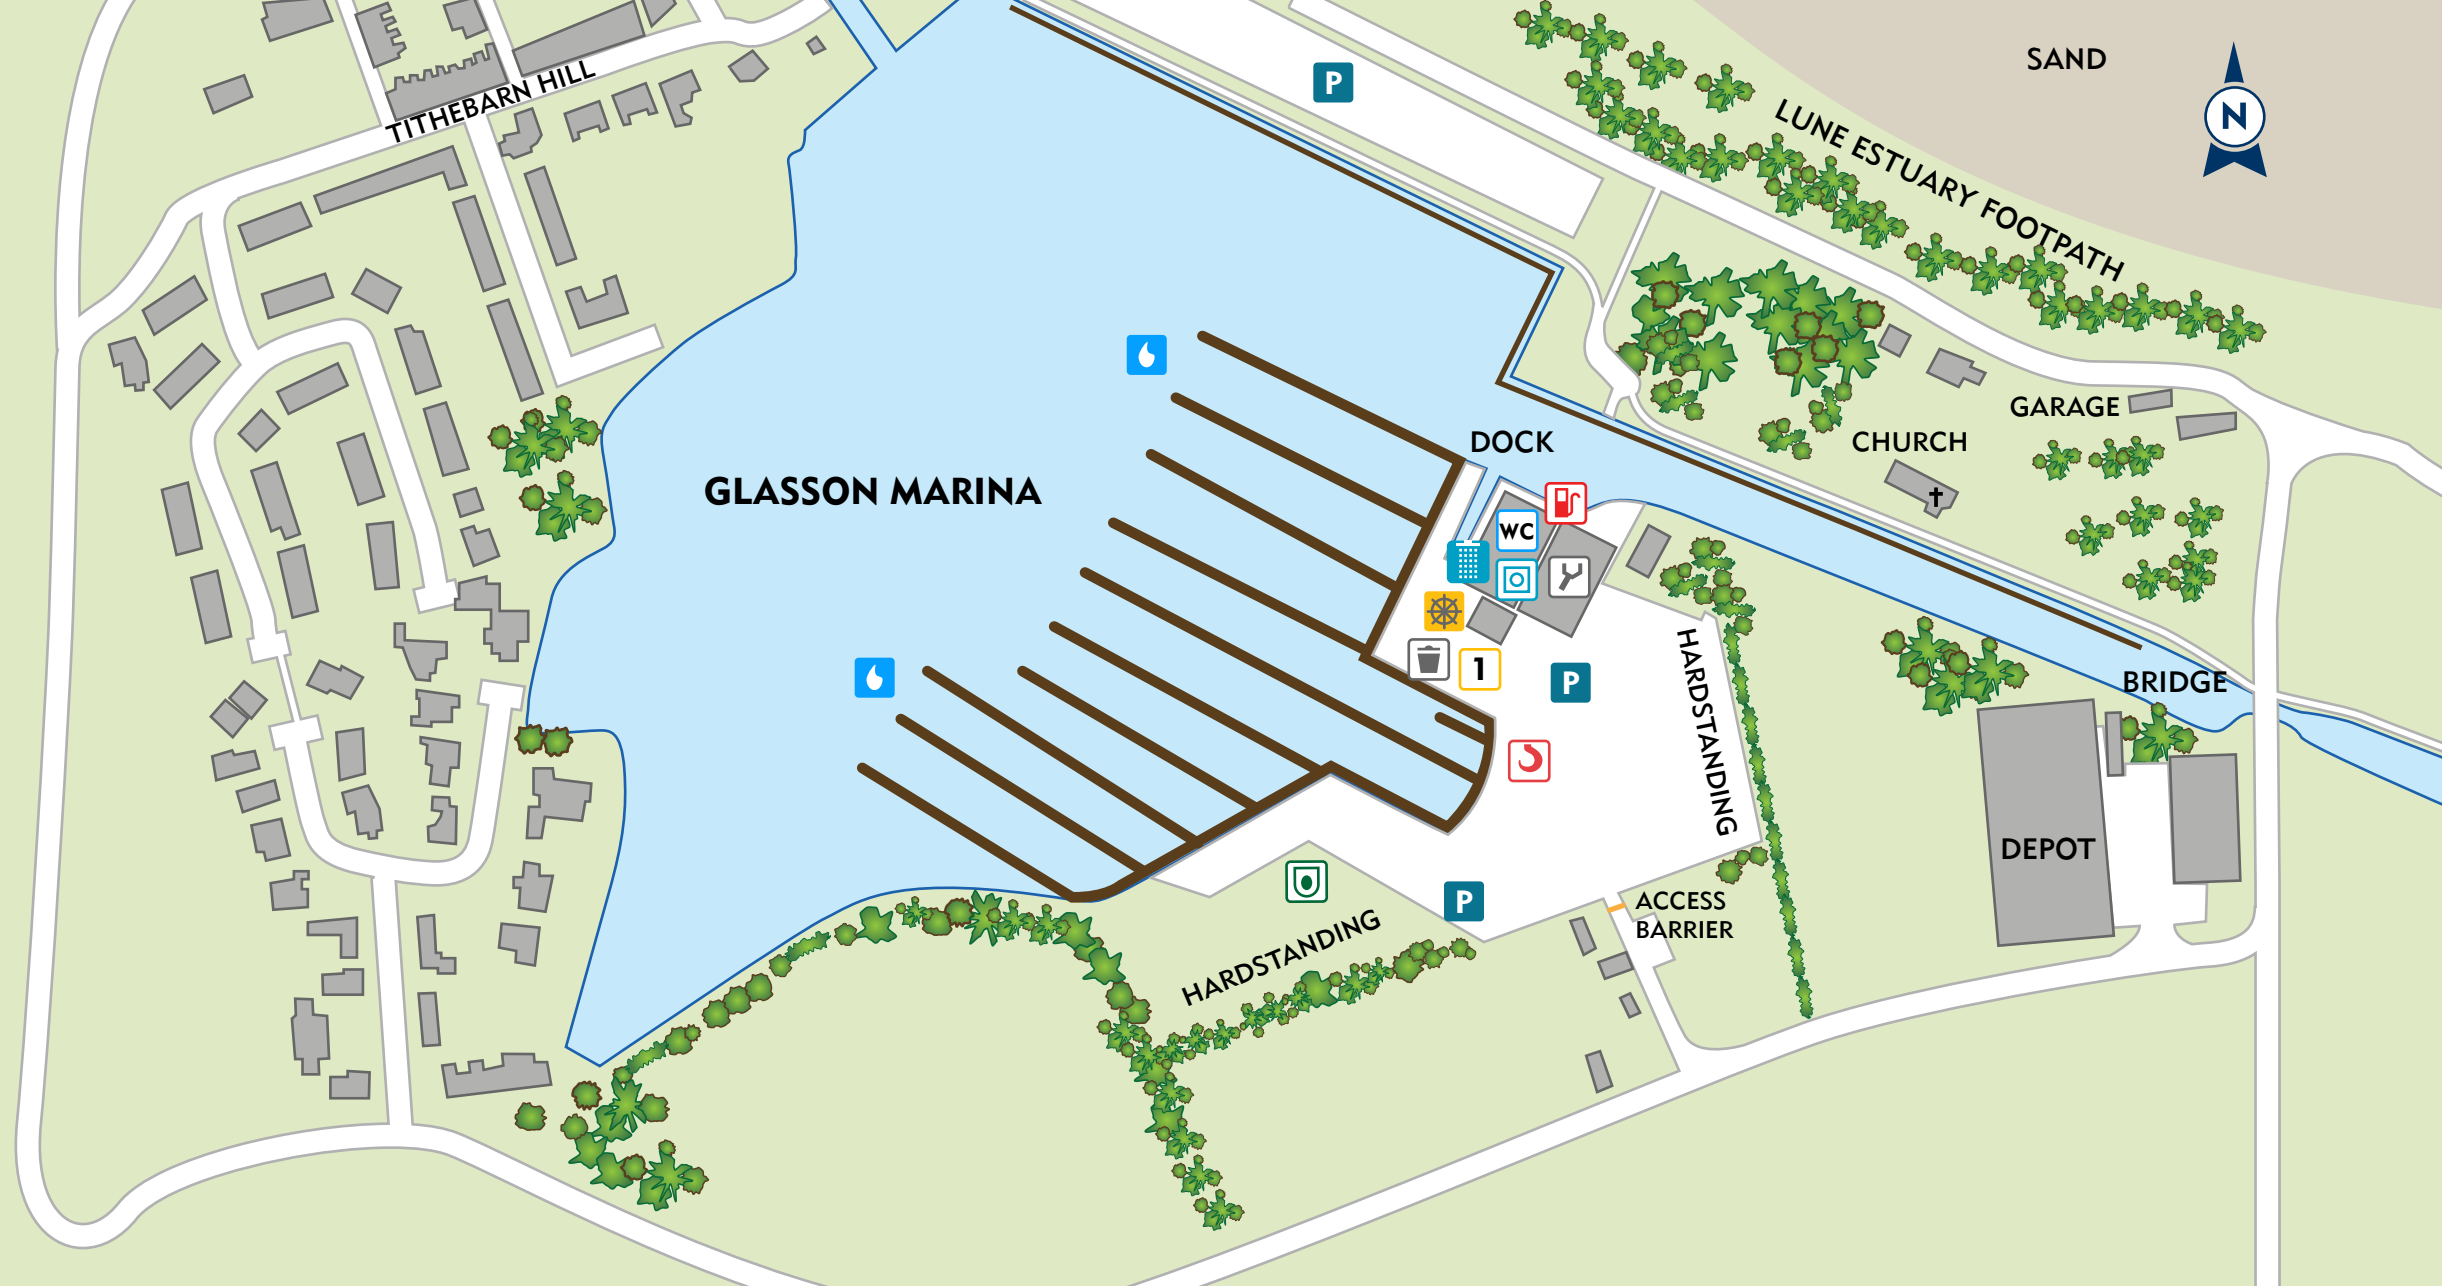 SAND
N
P
TITHEBARN HILL
LUNE ESTUARY FOOTPATH
GARAGE
DOCK
CHURCH
GLASSON MARINA
WC
1
P
HARDSTANDING
BRIDGE
DEPOT
P
ACCESS
BARRIER
HARDSTANDING